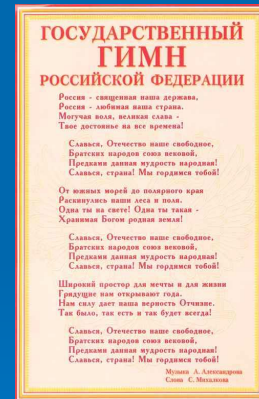 ГОСУДАРСТВЕННЫЙ
ГИМН
РОССИЙСКОЙ ФЕДЕРАЦИИ
Россия - священная наша держава,
Россия - любимая наша страна.
Могучая воля, великая слава -
Твое достоянье на все времена!
Славься, Отечество наше свободное,
Братских народов союз вековой,
Предками данная мудрость народная!
Славься, страна! Мы гордимся тобой!
От южных морей до полярного края
Раскинулись наши леса и поля.
Одна ты на свете! Одна ты такая -
Хранимая Богом родная земля!
Славься, Отечество наше свободное,
Братских народов союз вековой,
Предками данная мудрость народная!
Славься, страна! Мы гордимся тобой!
Широкий простор для мечты и для жизни
Грядущие нам открывают года.
Нам силу дает наша верность Отчизне.
Так было, так есть и так будет всегда!
Славься, Отечество наше свободное,
Братских народов союз вековой,
Предками данная мудрость народная!
Славься, страна! Мы гордимся тобой!
Музыка А. Александрова
Слова С. Михалкова